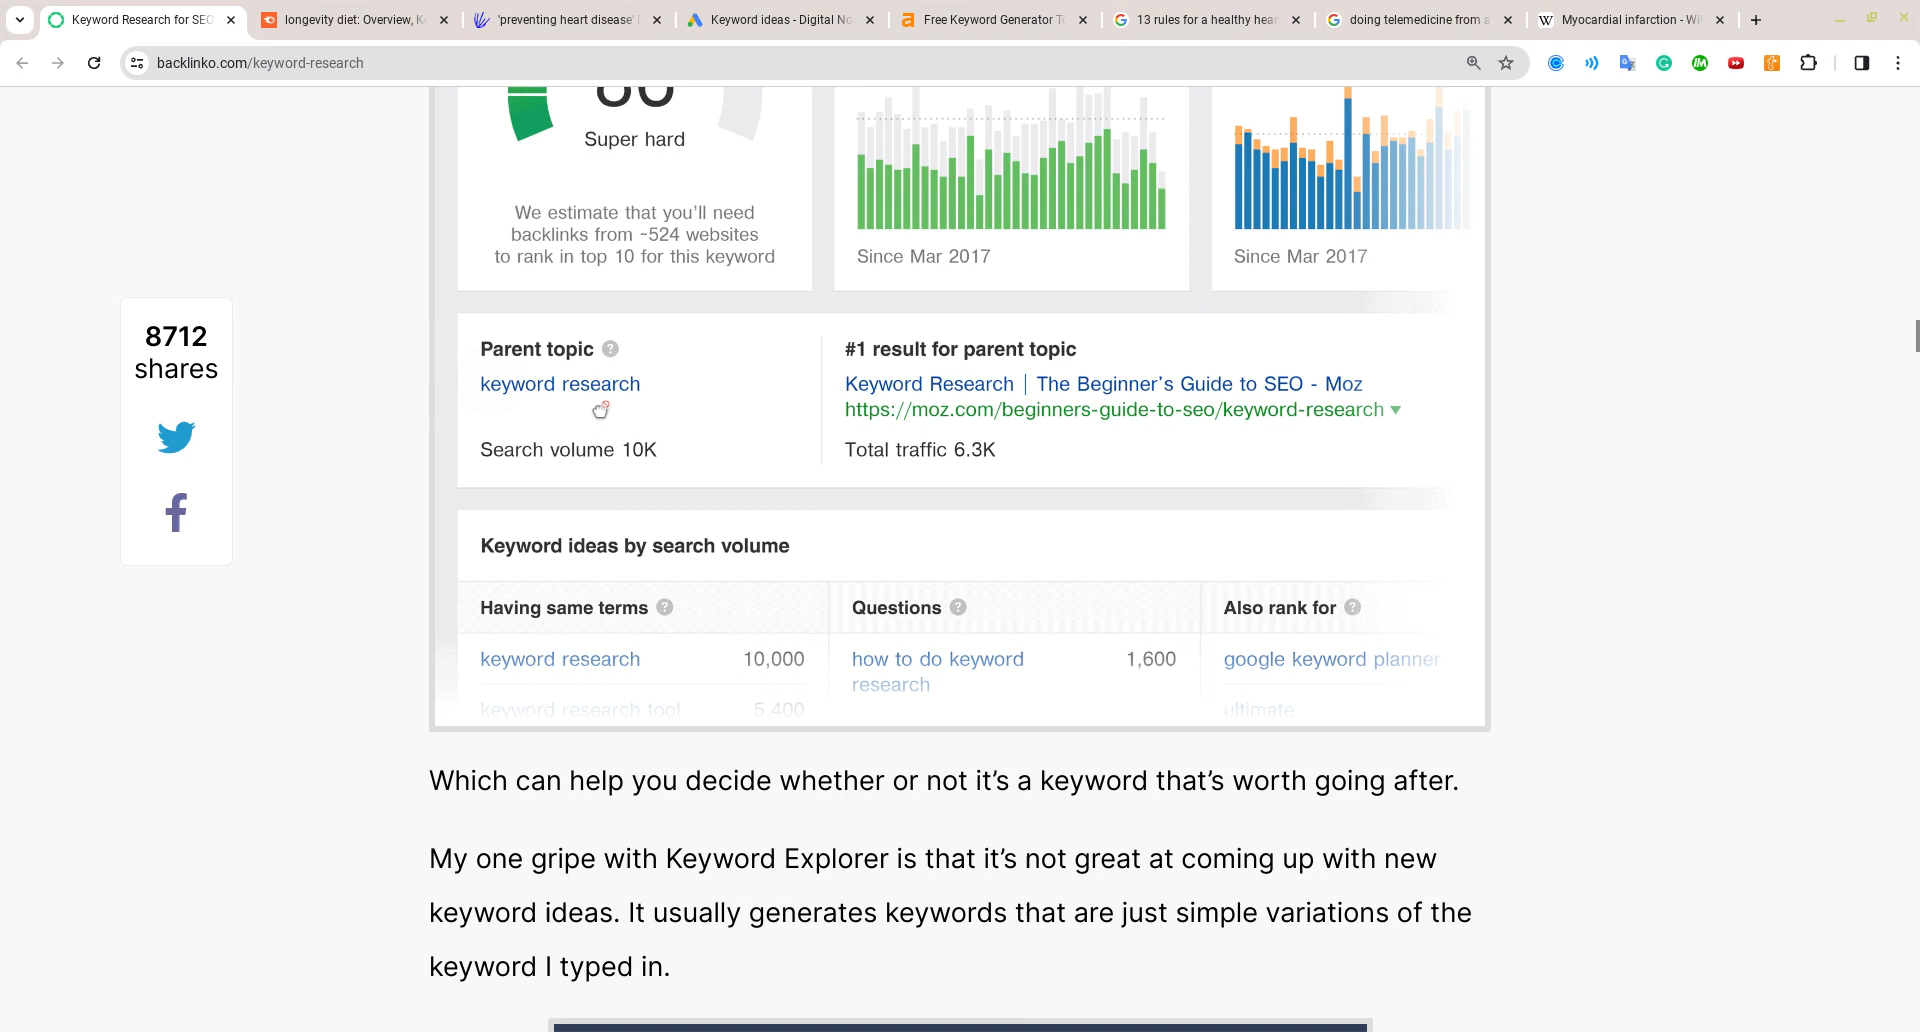 Keyword Research for SEO
longevity diet: Overview, K
'preventing heart disease'
Keyword ideas - Digital No
Free Keyword Generator To
13 rules for a healthy hear
doing telemedicine from a
Myocardial infarction - Wi
backlinko.com/keyword-research
Super hard
We estimate that you'll need
backlinks from ~524 websites
to rank in top 10 for this keyword
Since Mar 2017
Since Mar 2017
8712
shares
Parent topic
keyword research
Search volume 10K
#1 result for parent topic
Keyword Research | The Beginner's Guide to SEO - Moz
https://moz.com/beginners-guide-to-seo/keyword-research
Total traffic 6.3K
Keyword ideas by search volume
Having same terms
Questions
Also rank for
keyword research 10,000
how to do keyword 1,600
research
google keyword planner
keyword research tool 5,400
ultimate
Which can help you decide whether or not it's a keyword that's worth going after.
My one gripe with Keyword Explorer is that it's not great at coming up with new
keyword ideas. It usually generates keywords that are just simple variations of the
keyword I typed in.